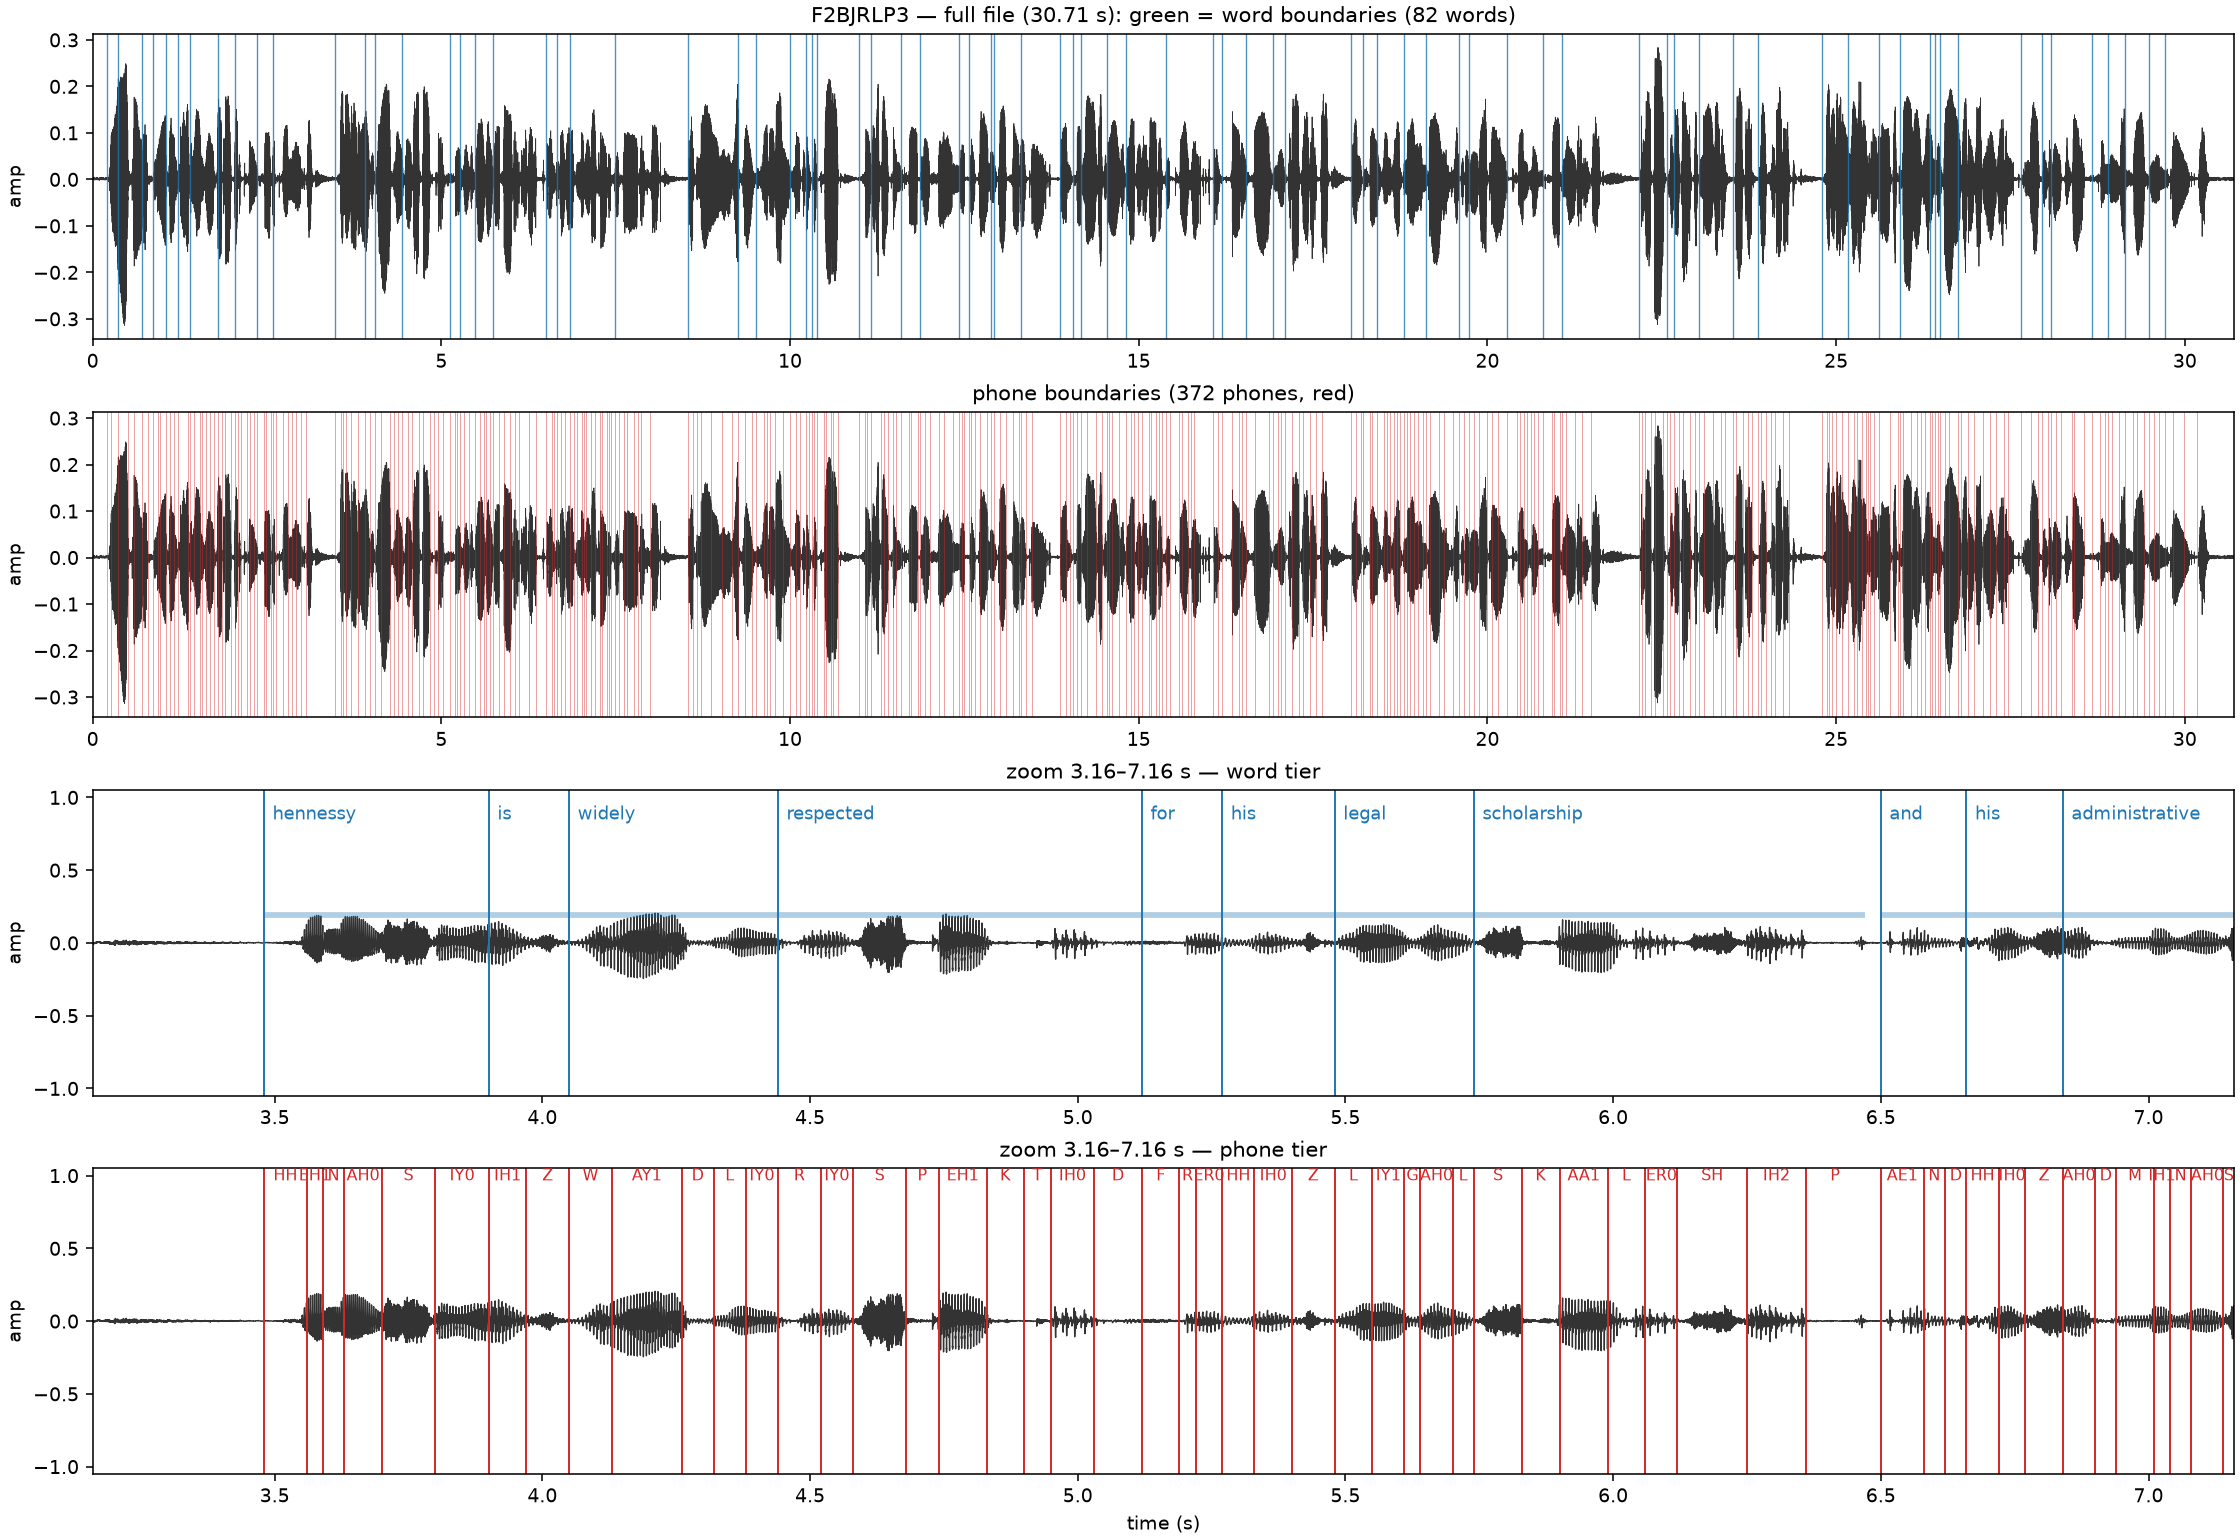 F2BJRLP3 — full file (30.71 s): green = word boundaries (82 words)
0.3
0.2
0.1
0.0
−0.1
−0.2
−0.3
amp
0 5 10 15 20 25 30
phone boundaries (372 phones, red)
0.3
0.2
0.1
0.0
−0.1
−0.2
−0.3
amp
0 5 10 15 20 25 30
zoom 3.16–7.16 s — word tier
hennessy is widely respected for his legal scholarship and his administrative
1.0
0.5
0.0
−0.5
−1.0
amp
3.5 4.0 4.5 5.0 5.5 6.0 6.5 7.0
zoom 3.16–7.16 s — phone tier
HH EH1 N AH0 S IY0 IH1 Z W AY1 D L IY0 R IY0 S P EH1 K T IH0 D F R ER0 HH IH0 Z L IY1 G AH0 L S K AA1 L ER0 SH IH2 P AE1 N D HH IH0 Z AH0 D M IH1 N AH0 S
1.0
0.5
0.0
−0.5
−1.0
amp
3.5 4.0 4.5 5.0 5.5 6.0 6.5 7.0
time (s)